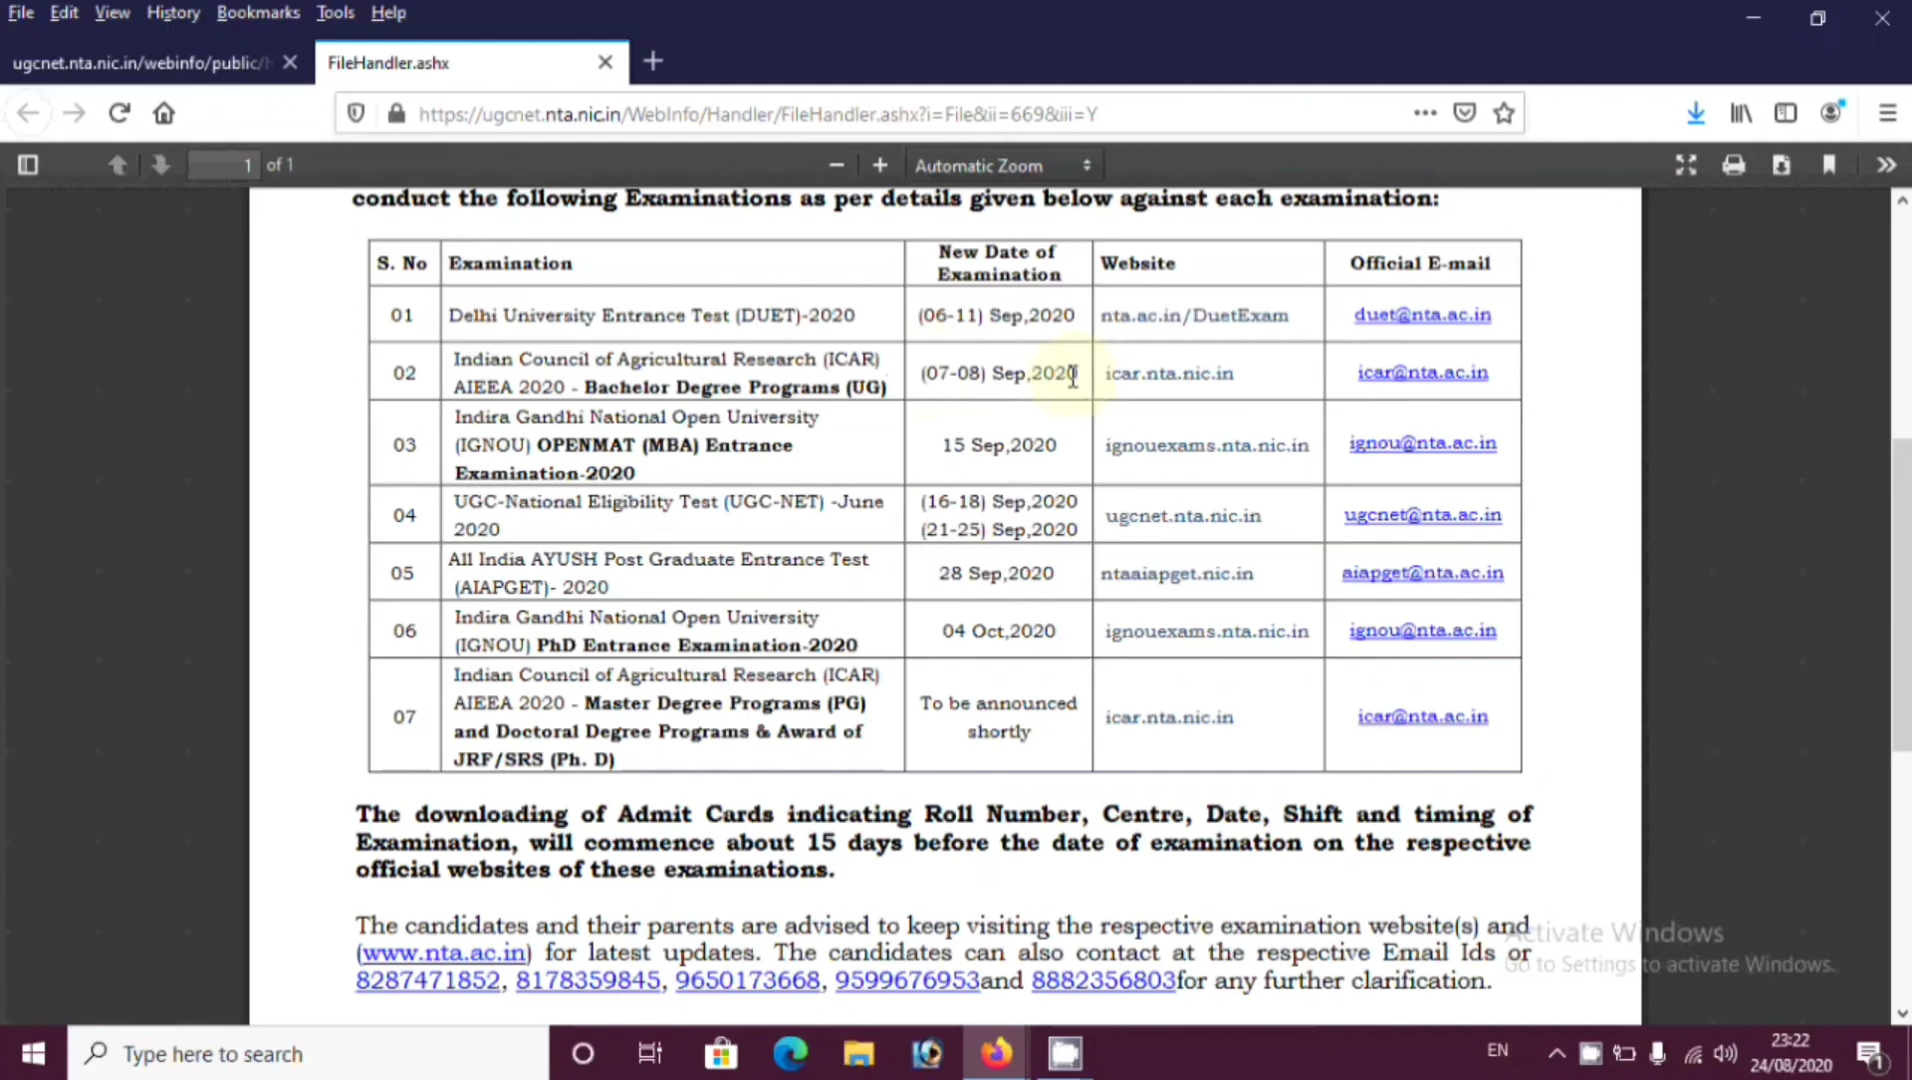 File Edit View History Bookmarks Tools Help
ugcnet.nta.nic.in/webinfo/public/h
FileHandler.ashx
https://ugcnet.nta.nic.in/WebInfo/Handler/FileHandler.ashx?i=File&ii=669&iii=Y
1 of 1 Automatic Zoom
conduct the following Examinations as per details given below against each examination:
S. No Examination New Date of Examination Website Official E-mail
01 Delhi University Entrance Test (DUET)-2020 (06-11) Sep,2020 nta.ac.in/DuetExam duet@nta.ac.in
Indian Council of Agricultural Research (ICAR)
02 AIEEA 2020 - Bachelor Degree Programs (UG) (07-08) Sep,2020 icar.nta.nic.in icar@nta.ac.in
Indira Gandhi National Open University
03 (IGNOU) OPENMAT (MBA) Entrance 15 Sep,2020 ignouexams.nta.nic.in ignou@nta.ac.in
Examination-2020
04 UGC-National Eligibility Test (UGC-NET) -June (16-18) Sep,2020 ugcnet.nta.nic.in ugcnet@nta.ac.in
2020 (21-25) Sep,2020
05 All India AYUSH Post Graduate Entrance Test 28 Sep,2020 ntaaiapget.nic.in aiapget@nta.ac.in
(AIAPGET)- 2020
06 Indira Gandhi National Open University 04 Oct,2020 ignouexams.nta.nic.in ignou@nta.ac.in
(IGNOU) PhD Entrance Examination-2020
Indian Council of Agricultural Research (ICAR)
07 AIEEA 2020 - Master Degree Programs (PG) To be announced icar.nta.nic.in icar@nta.ac.in
and Doctoral Degree Programs & Award of shortly
JRF/SRS (Ph. D)
The downloading of Admit Cards indicating Roll Number, Centre, Date, Shift and timing of
Examination, will commence about 15 days before the date of examination on the respective
official websites of these examinations.
The candidates and their parents are advised to keep visiting the respective examination website(s) and
(www.nta.ac.in) for latest updates. The candidates can also contact at the respective Email Ids or
8287471852, 8178359845, 9650173668, 9599676953and 8882356803for any further clarification.
Activate Windows
Go to Settings to activate Windows.
Type here to search
EN
23:22
24/08/2020
1